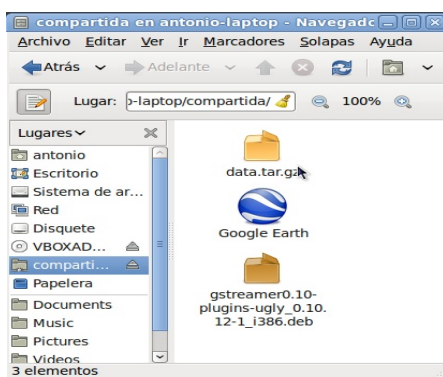 compartida en antonio-laptop - Navegadc
Archivo Editar Ver Ir Marcadores Solapas Ayuda
Atrás Adelante
Lugar: o-laptop/compartida/ 100%
Lugares
antonio
Escritorio
Sistema de ar...
Red
Disquete
VBOXAD...
comparti...
Papelera
Documents
Music
Pictures
Videos
data.tar.gz
Google Earth
gstreamer0.10-
plugins-ugly_0.10.
12-1_i386.deb
3 elementos